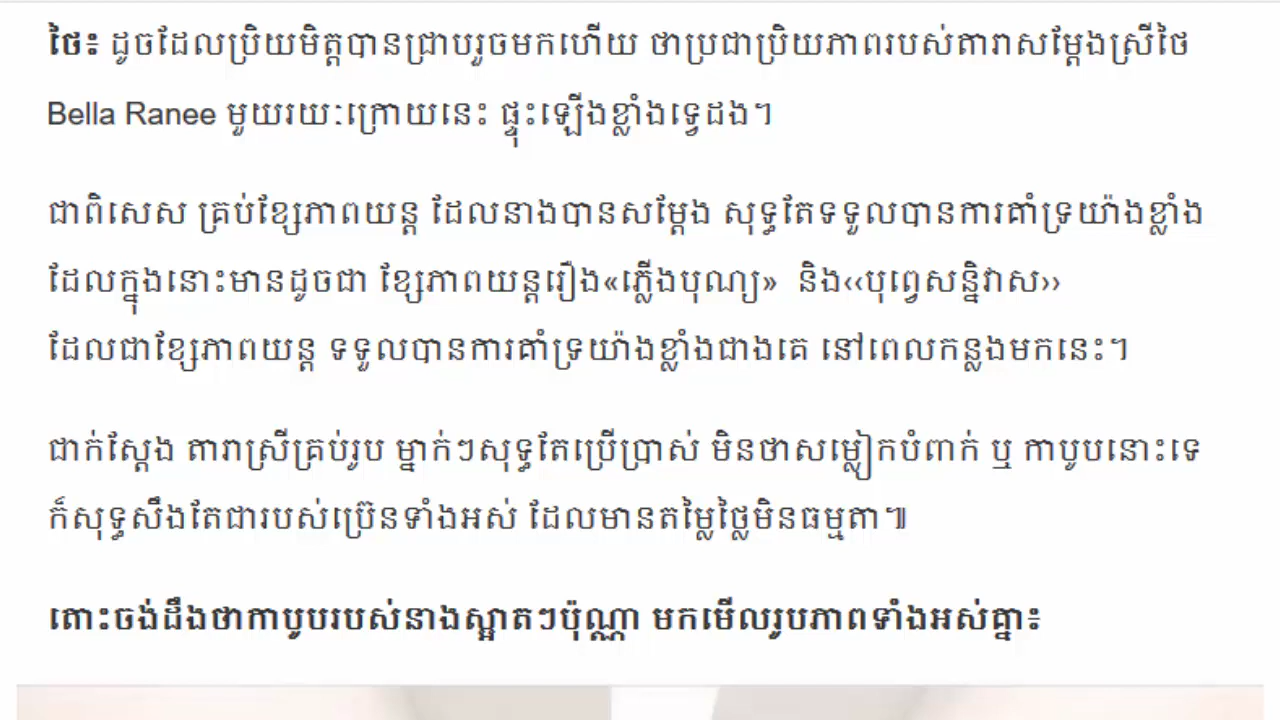 ថៃ៖ ដូចដែលប្រិយមិត្តបានជ្រាបរួចមកហើយ ថាប្រជាប្រិយភាពរបស់តារាសម្ដែងស្រីថៃ
Bella Ranee មួយរយៈក្រោយនេះ ផ្ទុះឡើងខ្លាំងទ្វេដង។
ជាពិសេស គ្រប់ខ្សែភាពយន្ត ដែលនាងបានសម្ដែង សុទ្ធតែទទួលបានការគាំទ្រយ៉ាងខ្លាំង
ដែលក្នុងនោះមានដូចជា ខ្សែភាពយន្តរឿង«ភ្លើងបុណ្យ» និង‹‹បុព្វេសន្និវាស››
ដែលជាខ្សែភាពយន្ត ទទួលបានការគាំទ្រយ៉ាងខ្លាំងជាងគេ នៅពេលកន្លងមកនេះ។
ជាក់ស្ដែង តារាស្រីគ្រប់រូប ម្នាក់ៗសុទ្ធតែប្រើប្រាស់ មិនថាសម្លៀកបំពាក់ ឬ កាបូបនោះទេ
ក៏សុទ្ធសឹងតែជារបស់ប្រ៊េនទាំងអស់ ដែលមានតម្លៃថ្លៃមិនធម្មតា៕
តោះចង់ដឹងថាកាបូបរបស់នាងស្អាតៗប៉ុណ្ណា មកមើលរូបភាពទាំងអស់គ្នា៖